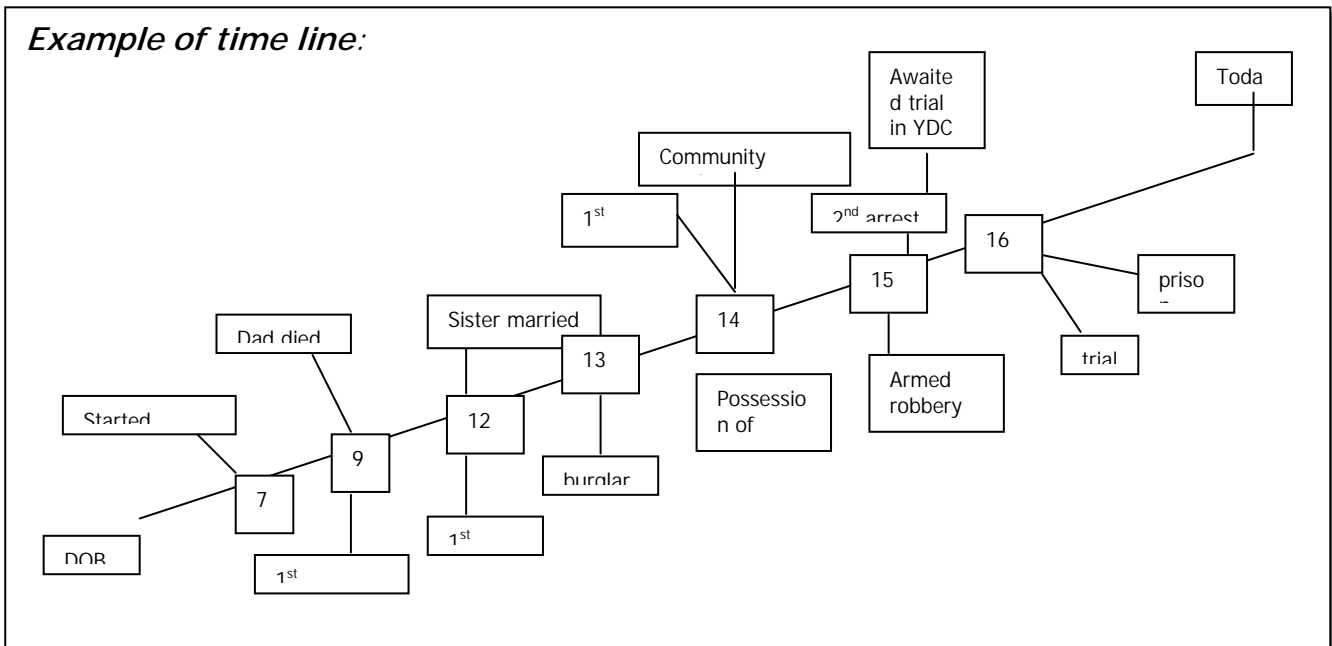 Example of time line:
Awaite
d trial
in YDC
Toda
Community
1st
2nd arrest
16
15
priso
n
Sister married
14
13
trial
Dad died
Armed
robbery
Possessio
n of
12
Started
9
burglar
7
1st
DOB
1st